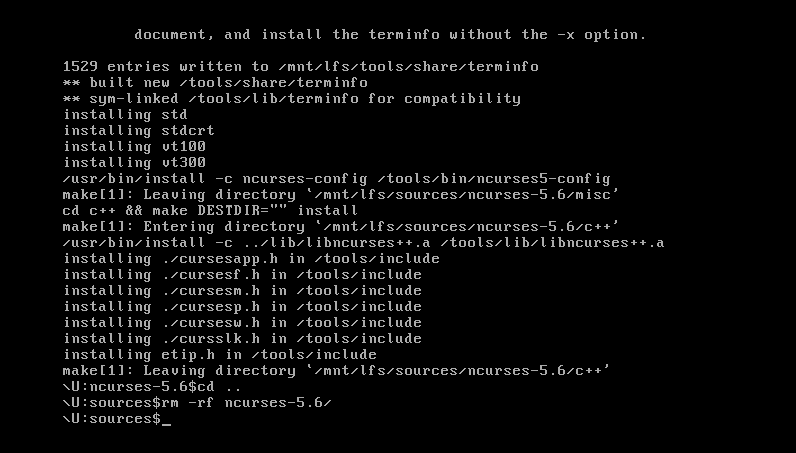 document, and install the terminfo without the -x option.
1529 entries written to /mnt/lfs/tools/share/terminfo
** built new /tools/share/terminfo
** sym-linked /tools/lib/terminfo for compatibility
installing std
installing stdcrt
installing vt100
installing vt300
/usr/bin/install -c ncurses-config /tools/bin/ncurses5-config
make[1]: Leaving directory `/mnt/lfs/sources/ncurses-5.6/misc'
cd c++ && make DESTDIR="" install
make[1]: Entering directory `/mnt/lfs/sources/ncurses-5.6/c++'
/usr/bin/install -c ../lib/libncurses++.a /tools/lib/libncurses++.a
installing ./cursesapp.h in /tools/include
installing ./cursesf.h in /tools/include
installing ./cursesm.h in /tools/include
installing ./cursesp.h in /tools/include
installing ./cursesw.h in /tools/include
installing ./cursslk.h in /tools/include
installing etip.h in /tools/include
make[1]: Leaving directory `/mnt/lfs/sources/ncurses-5.6/c++'
\U:ncurses-5.6$cd ..
\U:sources$rm -rf ncurses-5.6/
\U:sources$_